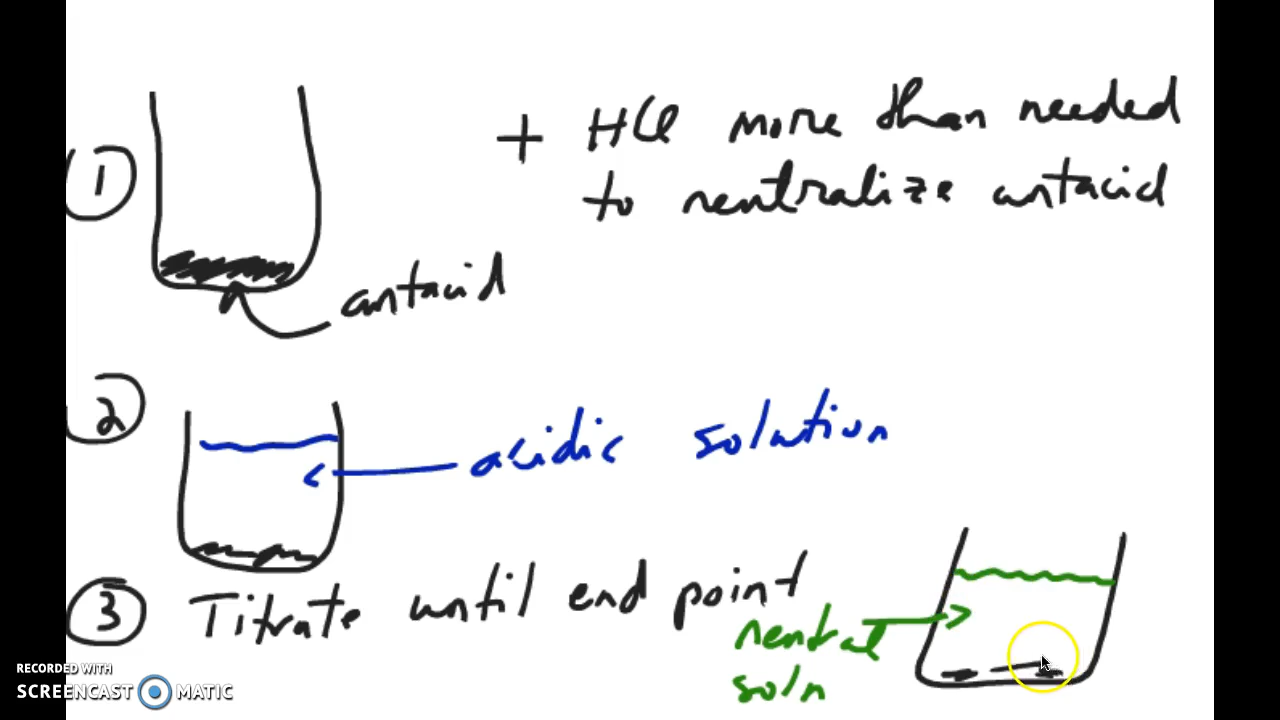 1
+ HCl more than needed
to neutralize antacid
antacid
2
acidic solution
3 Titrate until end point
neutral
soln
RECORDED WITH
SCREENCAST MATIC